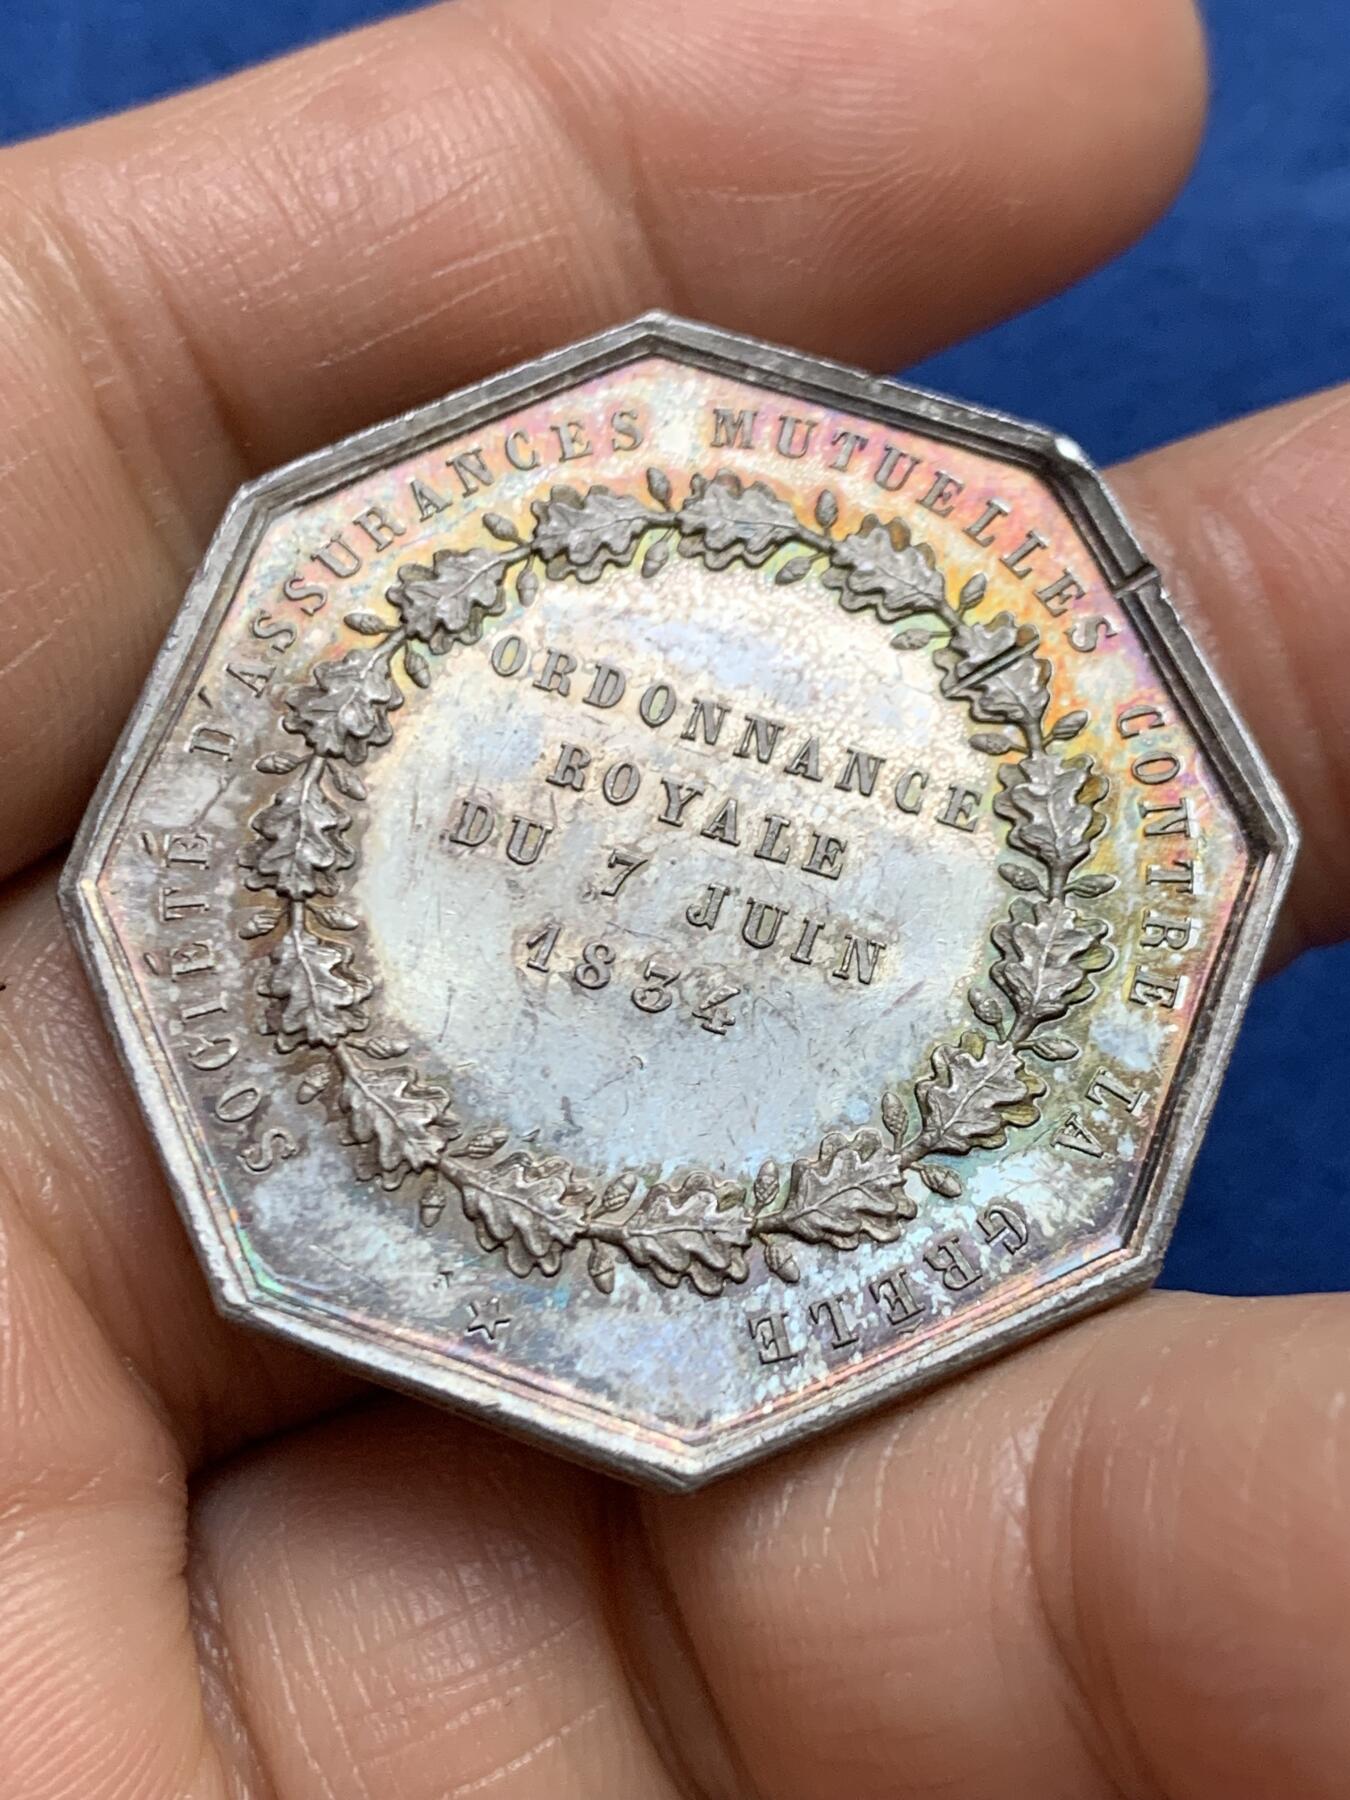 SOCIÉTÉ D'ASSURANCES MUTUELLES CONTRE LA GRÊLE
ORDONNANCE
ROYALE
DU 7 JUIN
1834